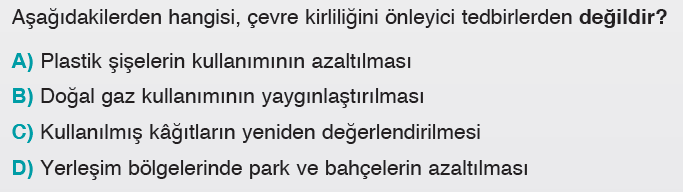 Aşağıdakilerden hangisi, çevre kirliliğini önleyici tedbirlerden değildir?
A) Plastik şişelerin kullanımının azaltılması
B) Doğal gaz kullanımının yaygınlaştırılması
C) Kullanılmış kâğıtların yeniden değerlendirilmesi
D) Yerleşim bölgelerinde park ve bahçelerin azaltılması